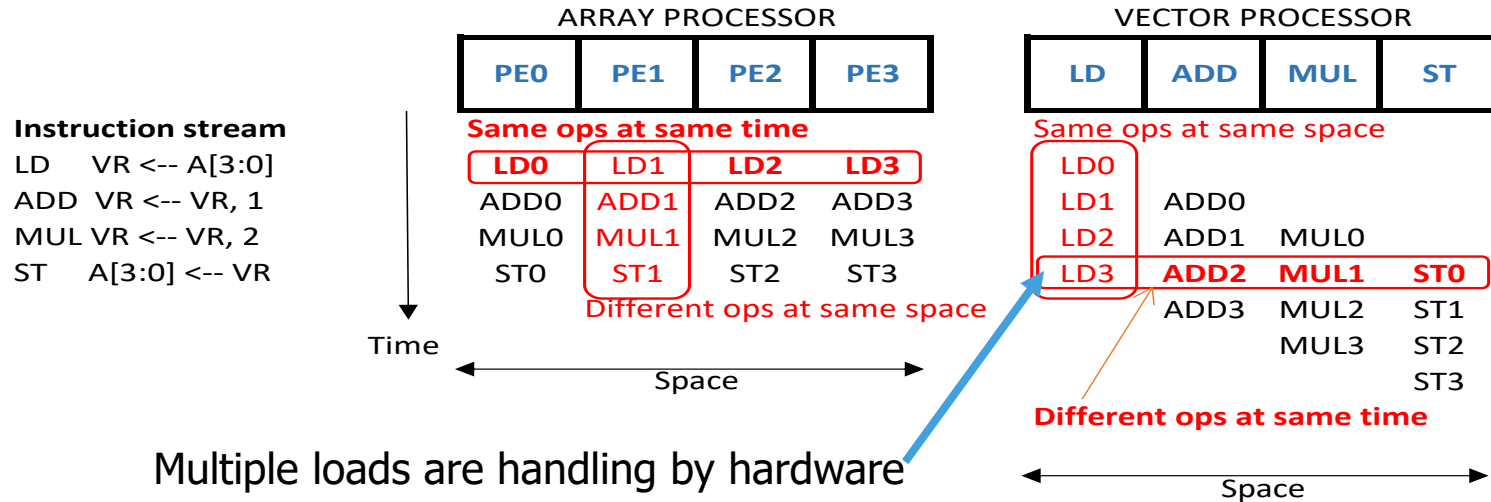 ARRAY PROCESSOR VECTOR PROCESSOR
PE0 PE1 PE2 PE3 LD ADD MUL ST
Instruction stream Same ops at same time Same ops at same space
LD VR <-- A[3:0] LD0 LD1 LD2 LD3 LD0
ADD VR <-- VR, 1 ADD0 ADD1 ADD2 ADD3 LD1 ADD0
MUL VR <-- VR, 2 MUL0 MUL1 MUL2 MUL3 LD2 ADD1 MUL0
ST A[3:0] <-- VR ST0 ST1 ST2 ST3 LD3 ADD2 MUL1 ST0
Different ops at same space ADD3 MUL2 ST1
Time MUL3 ST2
Space ST3
Different ops at same time
Multiple loads are handling by hardware
Space